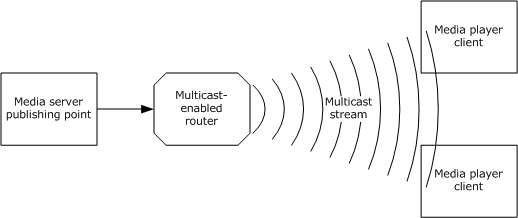 Media server
publishing point
Multicast-
enabled
router
Multicast
stream
Media player
client
Media player
client